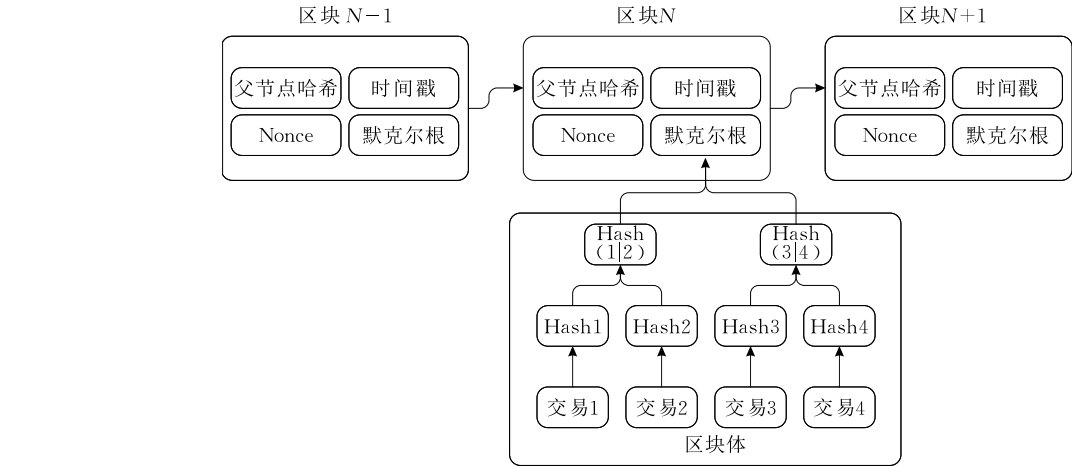 区块 N−1 区块N 区块N+1
父节点哈希 时间戳 父节点哈希 时间戳 父节点哈希 时间戳
Nonce 默克尔根 Nonce 默克尔根 Nonce 默克尔根
Hash Hash
(1|2) (3|4)
Hash1 Hash2 Hash3 Hash4
交易1 交易2 交易3 交易4
区块体